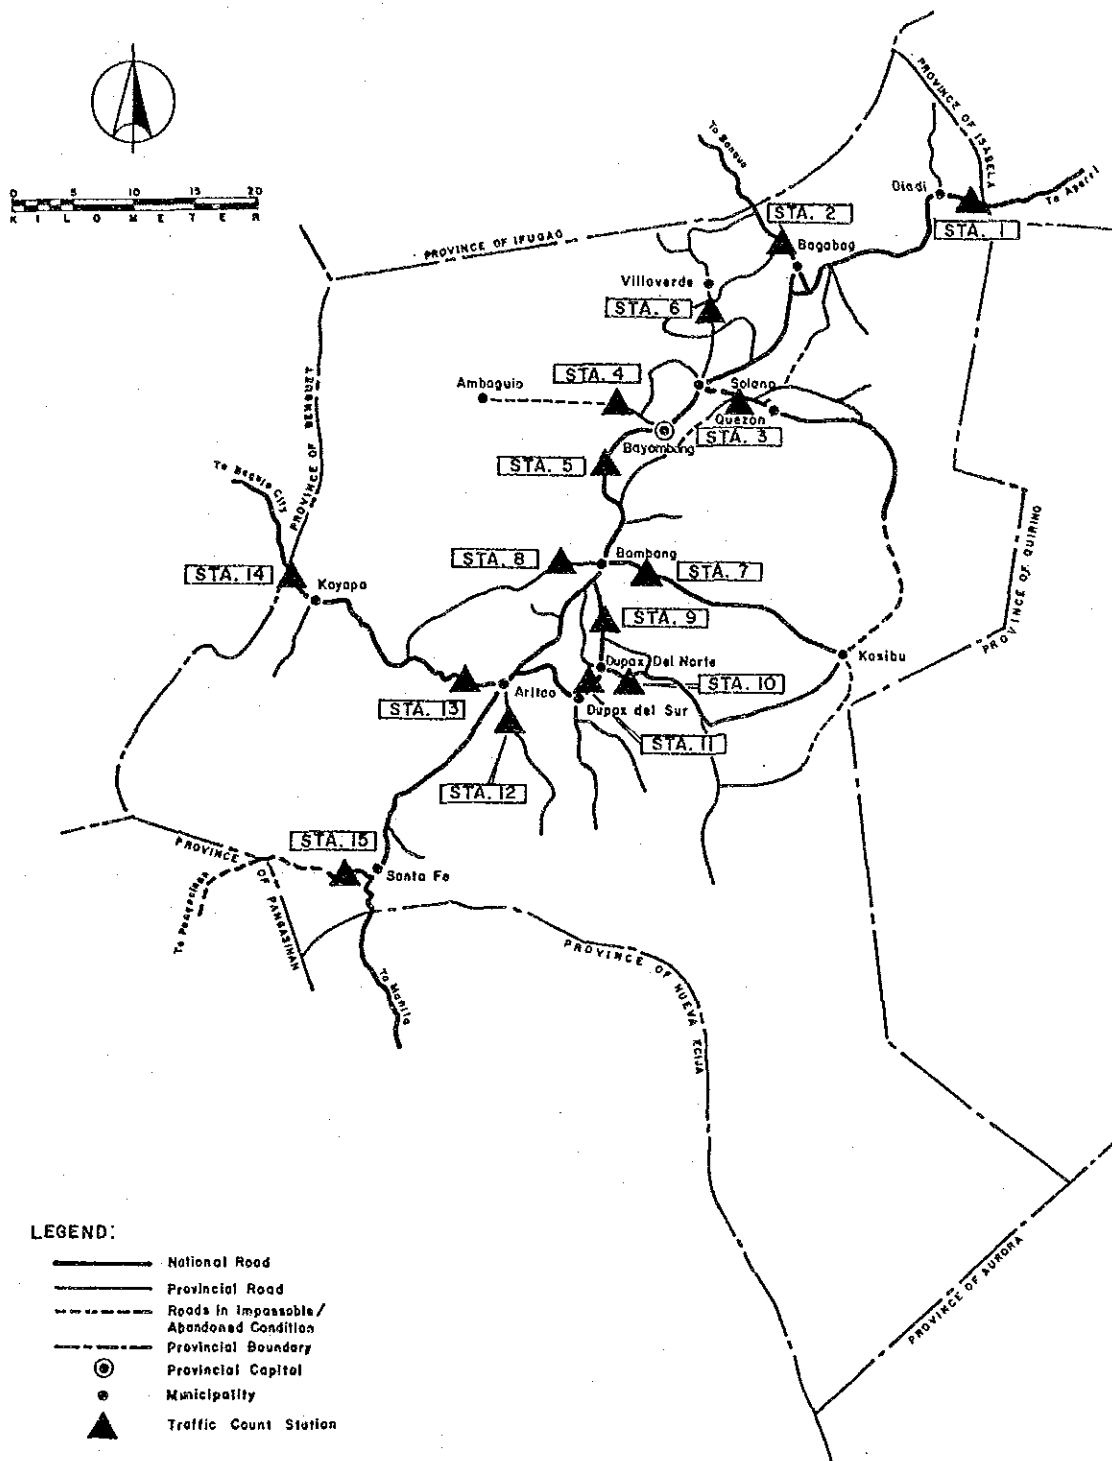 0 5 10 15 20
KILOMETER
PROVINCE OF ISABELA
To Banaue
Diadi
To Aparri
STA. 1
STA. 2
Bagabag
PROVINCE OF IFUGAO
Villaverde
STA. 6
STA. 4
Ambaguio
Solano
Quezon
STA. 3
Bayombong
STA. 5
PROVINCE OF BENGUET
To Baguio City
STA. 14
Kayapa
STA. 8
Bambang
STA. 7
PROVINCE OF QUIRINO
STA. 9
Kasibu
Dupax Del Norte
STA. 10
STA. 13
Aritao
Dupax del Sur
STA. 11
STA. 12
STA. 15
PROVINCE OF PANGASINAN
To Pangasinan
Santa Fe
To Manila
PROVINCE OF NUEVA ECIJA
PROVINCE OF AURORA
LEGEND:
National Road
Provincial Road
Roads in Impassable/
Abandoned Condition
Provincial Boundary
Provincial Capital
Municipality
Traffic Count Station